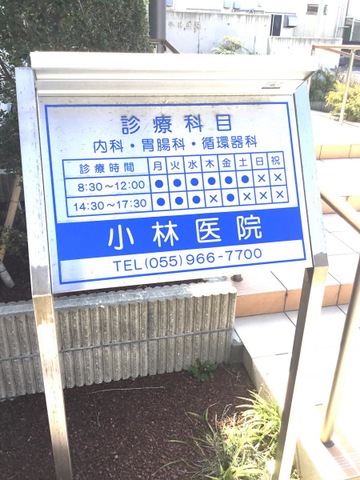 診療科目
内科・胃腸科・循環器科
診療時間 月 火 水 木 金 土 日 祝
8:30~12:00 ● ● ● ● ● ● × ×
14:30~17:30 ● ● ● × ● × × ×
小林医院
TEL(055)966-7700